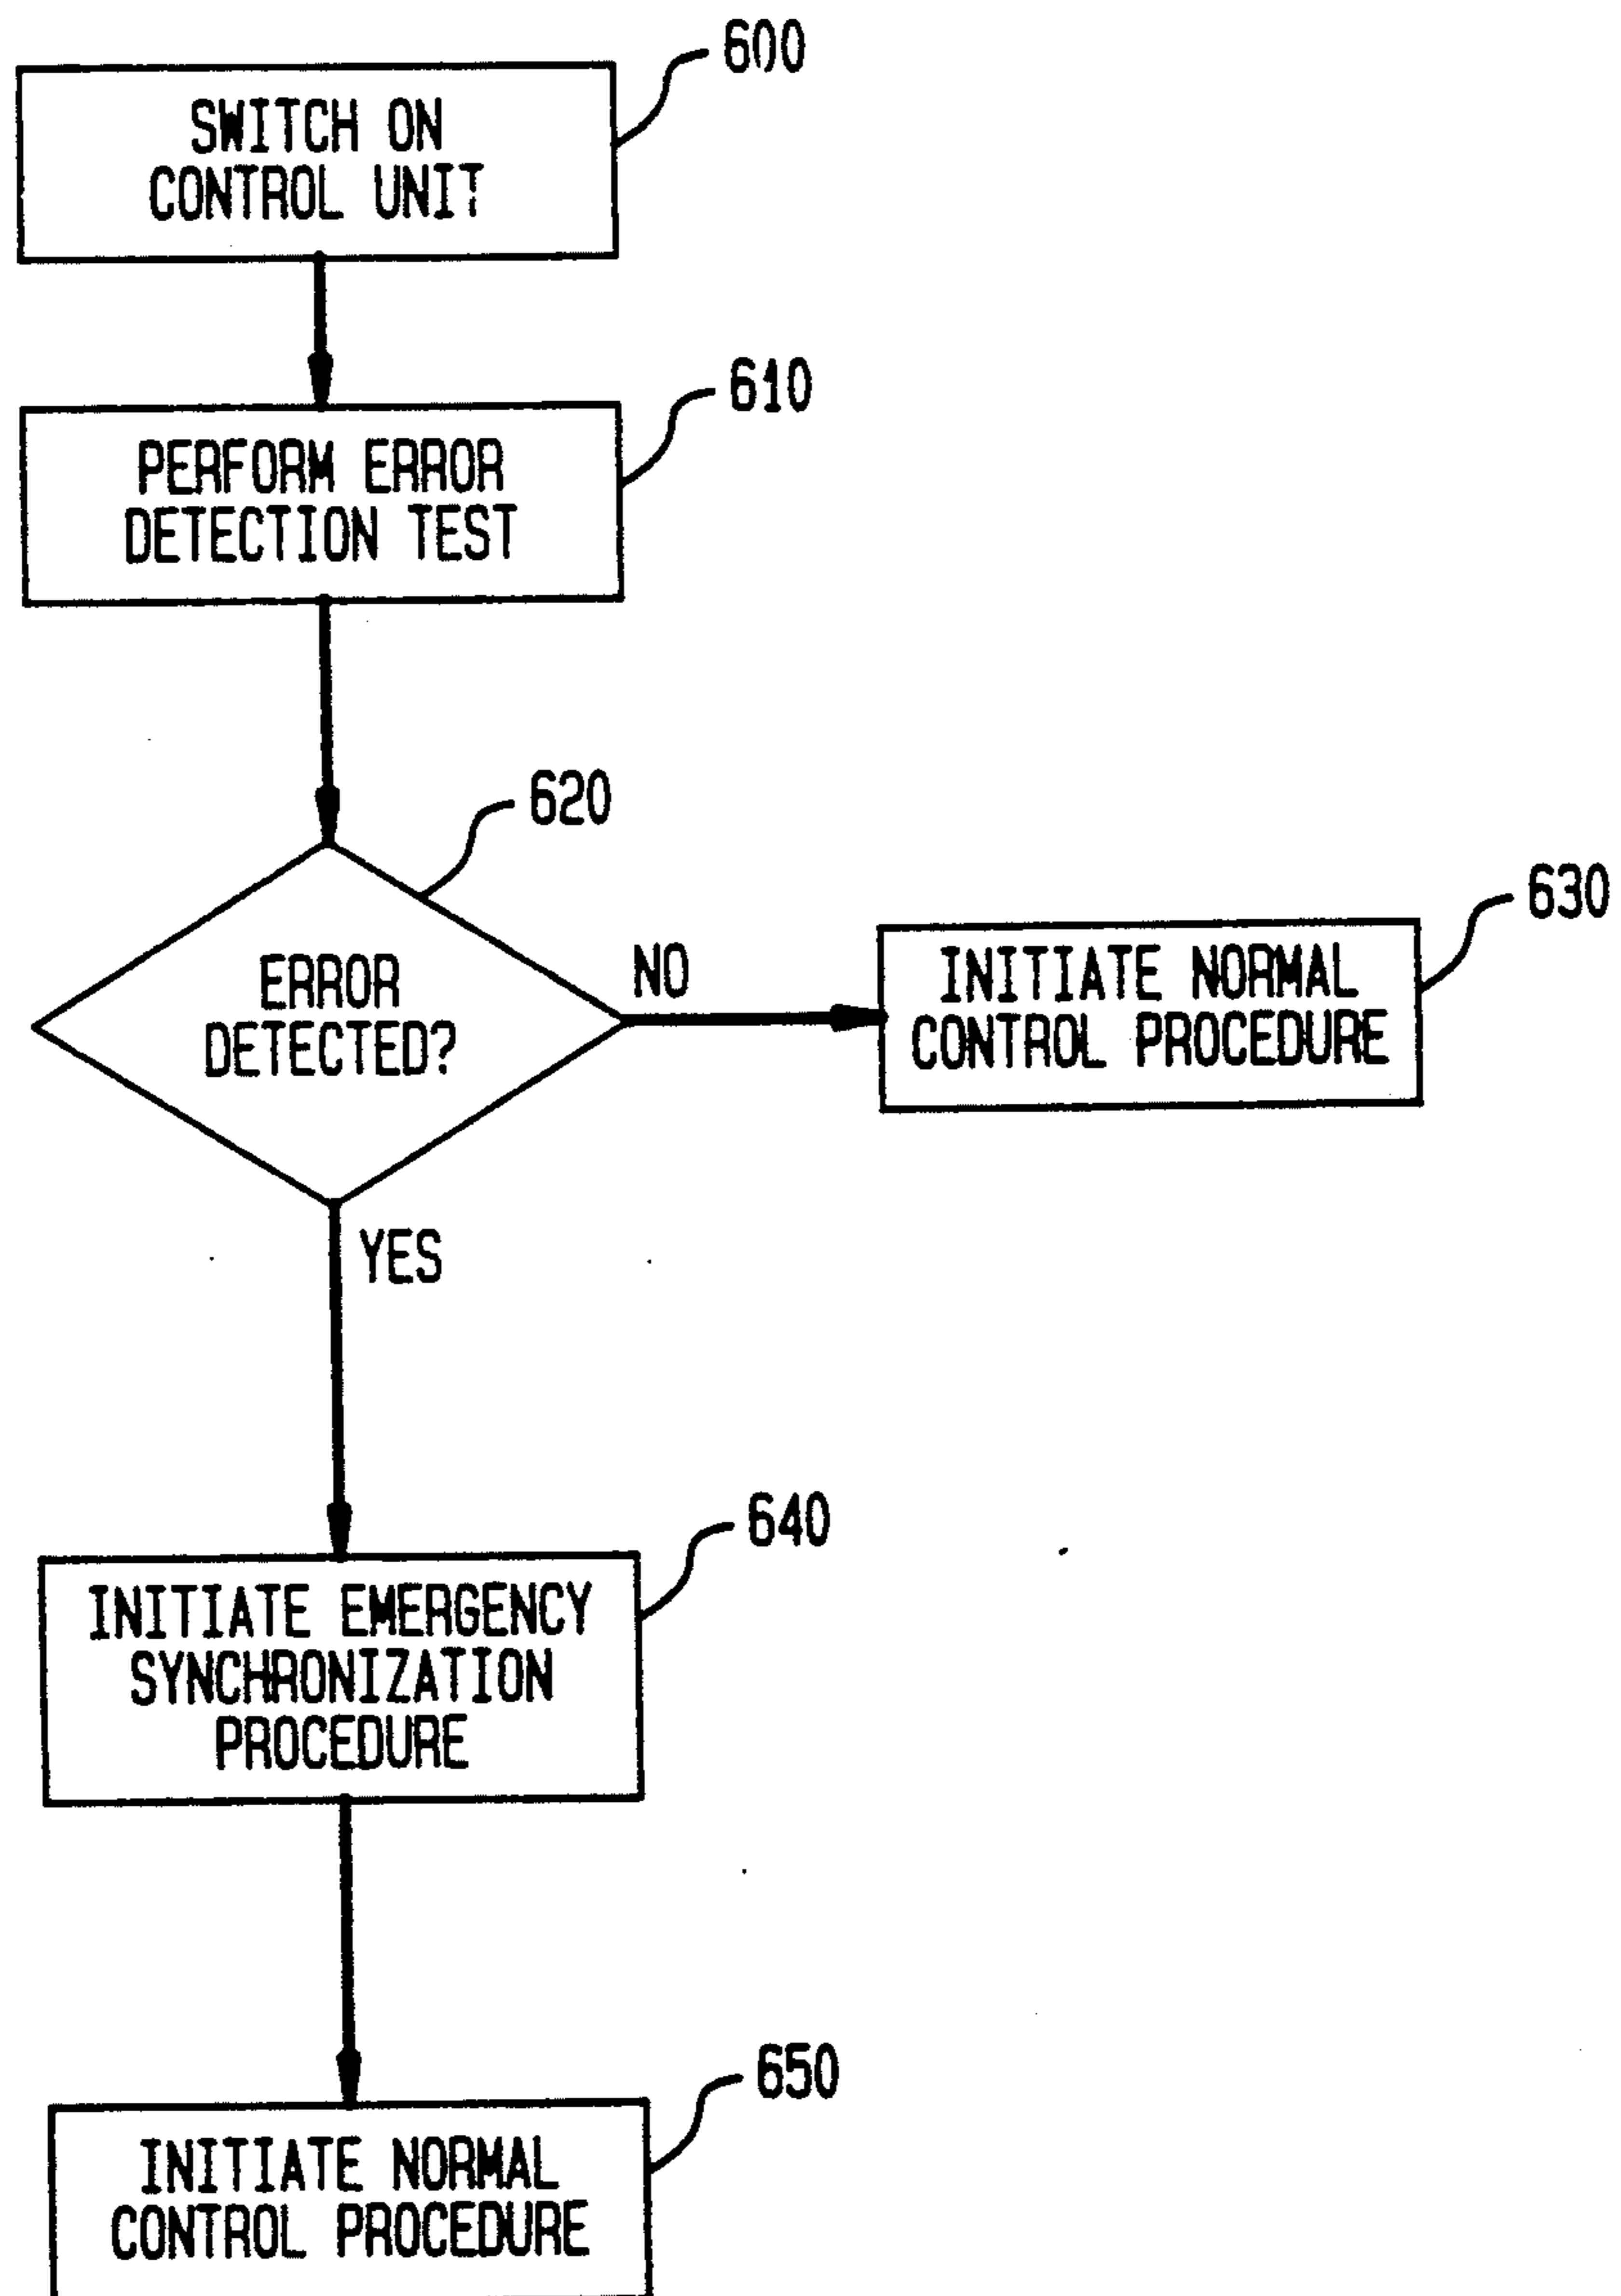 600
SWITCH ON
CONTROL UNIT
610
PERFORM ERROR
DETECTION TEST
620
ERROR
DETECTED?
NO
630
INITIATE NORMAL
CONTROL PROCEDURE
YES
640
INITIATE EMERGENCY
SYNCHRONIZATION
PROCEDURE
650
INITIATE NORMAL
CONTROL PROCEDURE